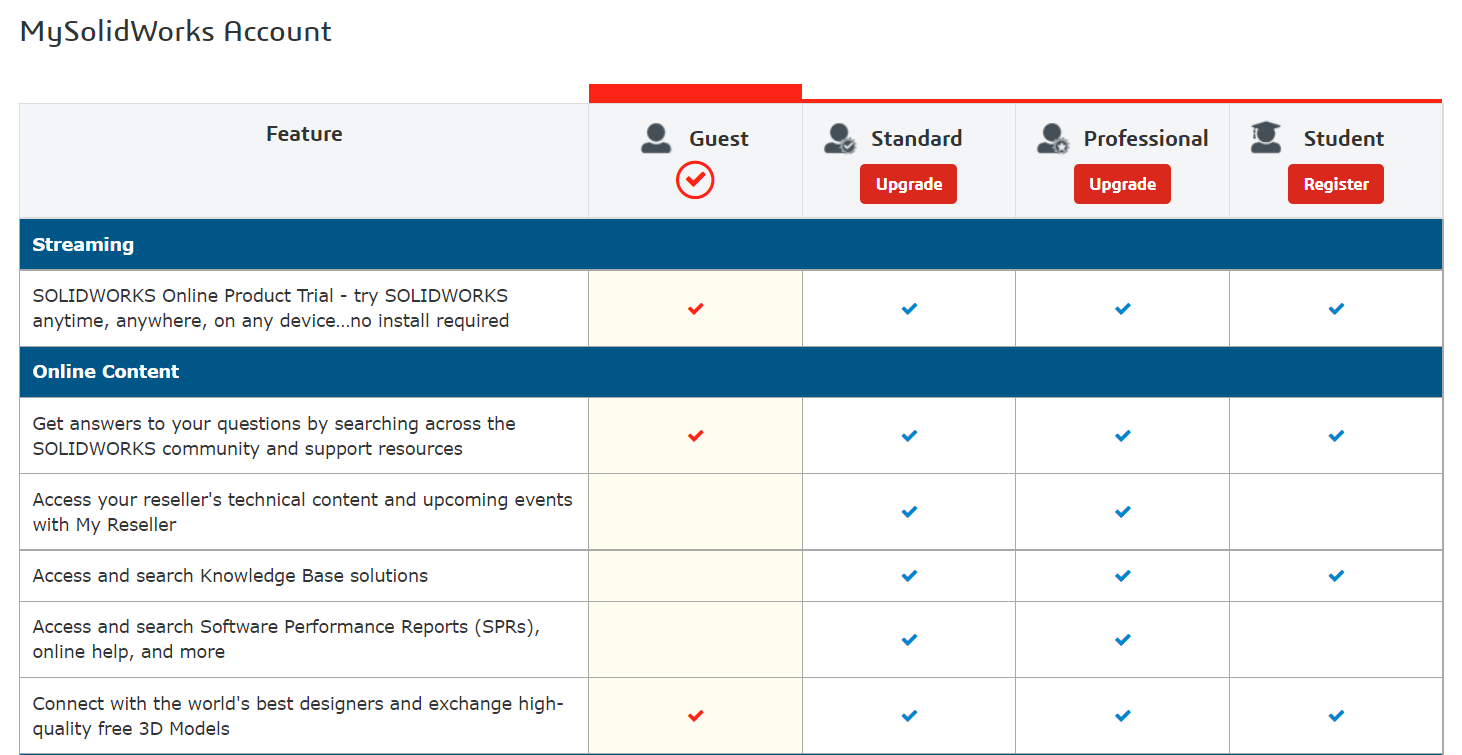 MySolidWorks Account
Feature
Guest
Standard
Professional
Student
Upgrade
Upgrade
Register
Streaming
SOLIDWORKS Online Product Trial - try SOLIDWORKS
anytime, anywhere, on any device...no install required
Online Content
Get answers to your questions by searching across the
SOLIDWORKS community and support resources
Access your reseller's technical content and upcoming events
with My Reseller
Access and search Knowledge Base solutions
Access and search Software Performance Reports (SPRs),
online help, and more
Connect with the world's best designers and exchange high-
quality free 3D Models